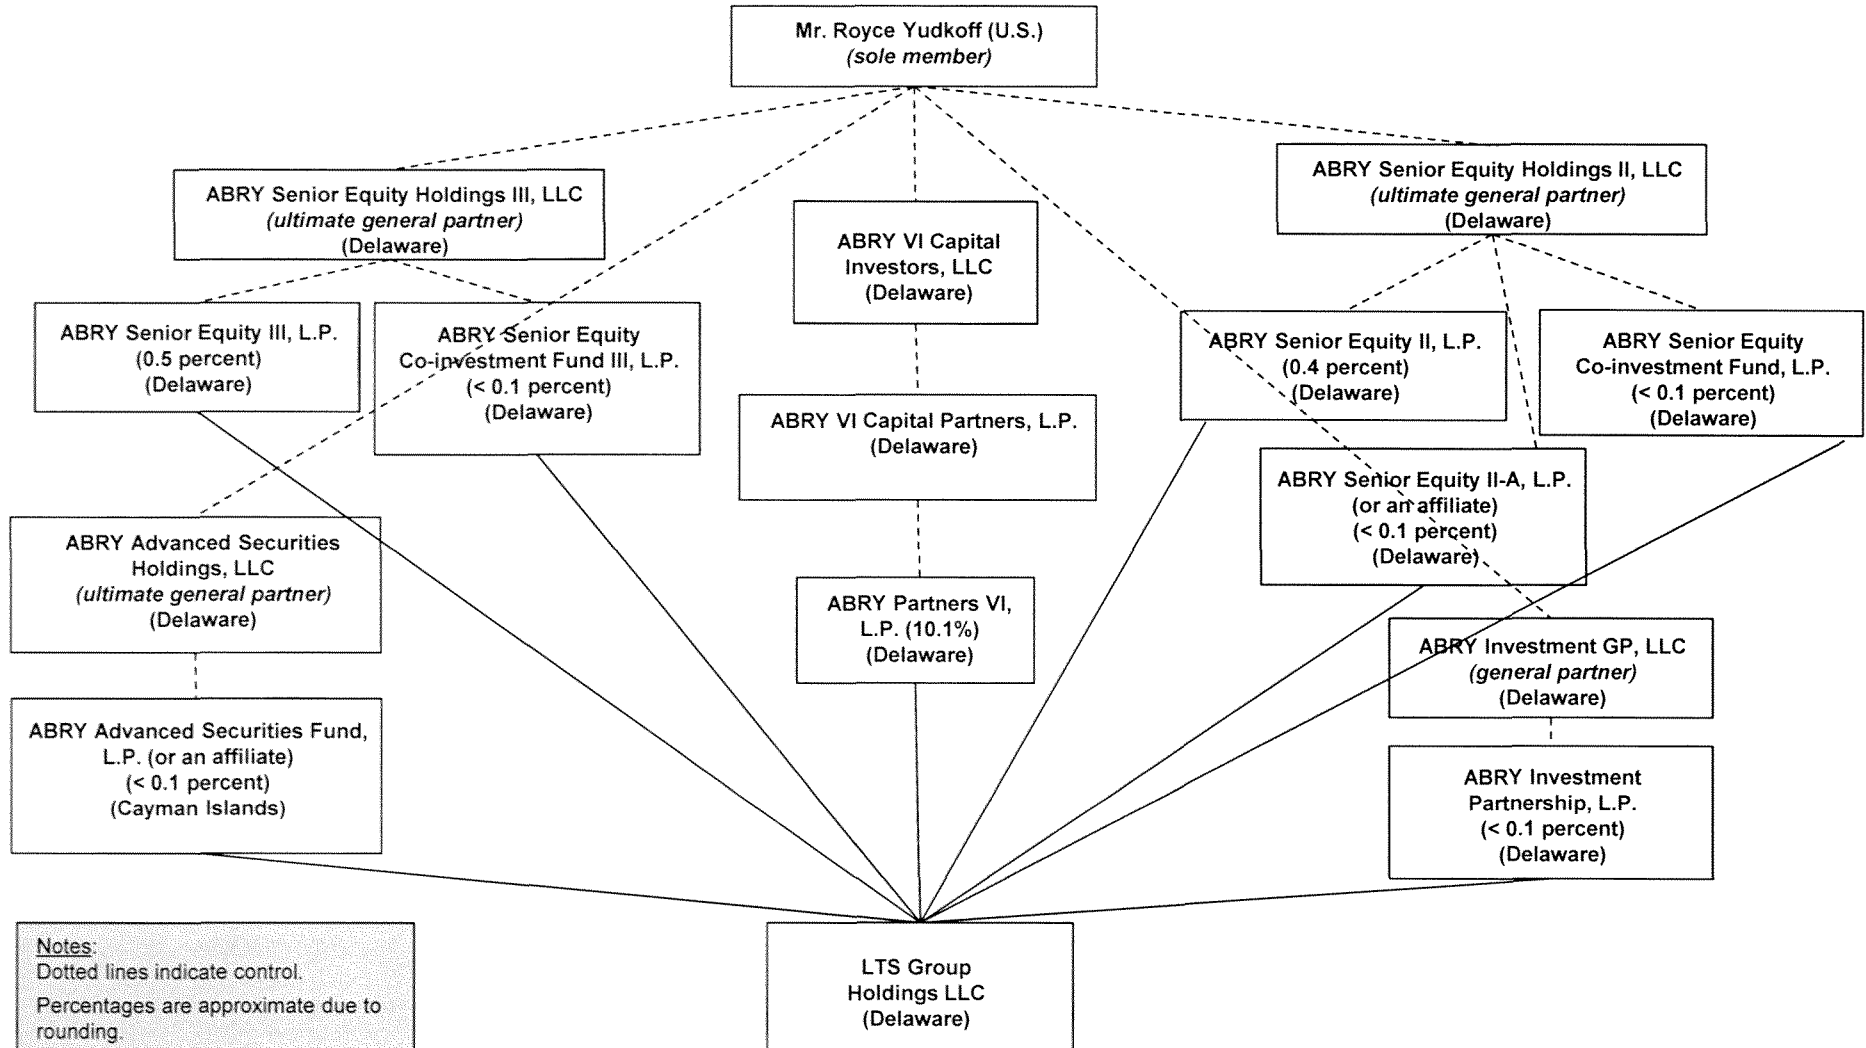 Mr. Royce Yudkoff (U.S.)
(sole member)
ABRY Senior Equity Holdings III, LLC
(ultimate general partner)
(Delaware)
ABRY VI Capital
Investors, LLC
(Delaware)
ABRY Senior Equity Holdings II, LLC
(ultimate general partner)
(Delaware)
ABRY Senior Equity III, L.P.
(0.5 percent)
(Delaware)
ABRY Senior Equity
Co-investment Fund III, L.P.
(< 0.1 percent)
(Delaware)
ABRY Senior Equity II, L.P.
(0.4 percent)
(Delaware)
ABRY Senior Equity
Co-investment Fund, L.P.
(< 0.1 percent)
(Delaware)
ABRY VI Capital Partners, L.P.
(Delaware)
ABRY Senior Equity II-A, L.P.
(or an affiliate)
(< 0.1 percent)
(Delaware)
ABRY Advanced Securities
Holdings, LLC
(ultimate general partner)
(Delaware)
ABRY Partners VI,
L.P. (10.1%)
(Delaware)
ABRY Investment GP, LLC
(general partner)
(Delaware)
ABRY Advanced Securities Fund,
L.P. (or an affiliate)
(< 0.1 percent)
(Cayman Islands)
ABRY Investment
Partnership, L.P.
(< 0.1 percent)
(Delaware)
Notes:
Dotted lines indicate control.
Percentages are approximate due to
rounding.
LTS Group
Holdings LLC
(Delaware)